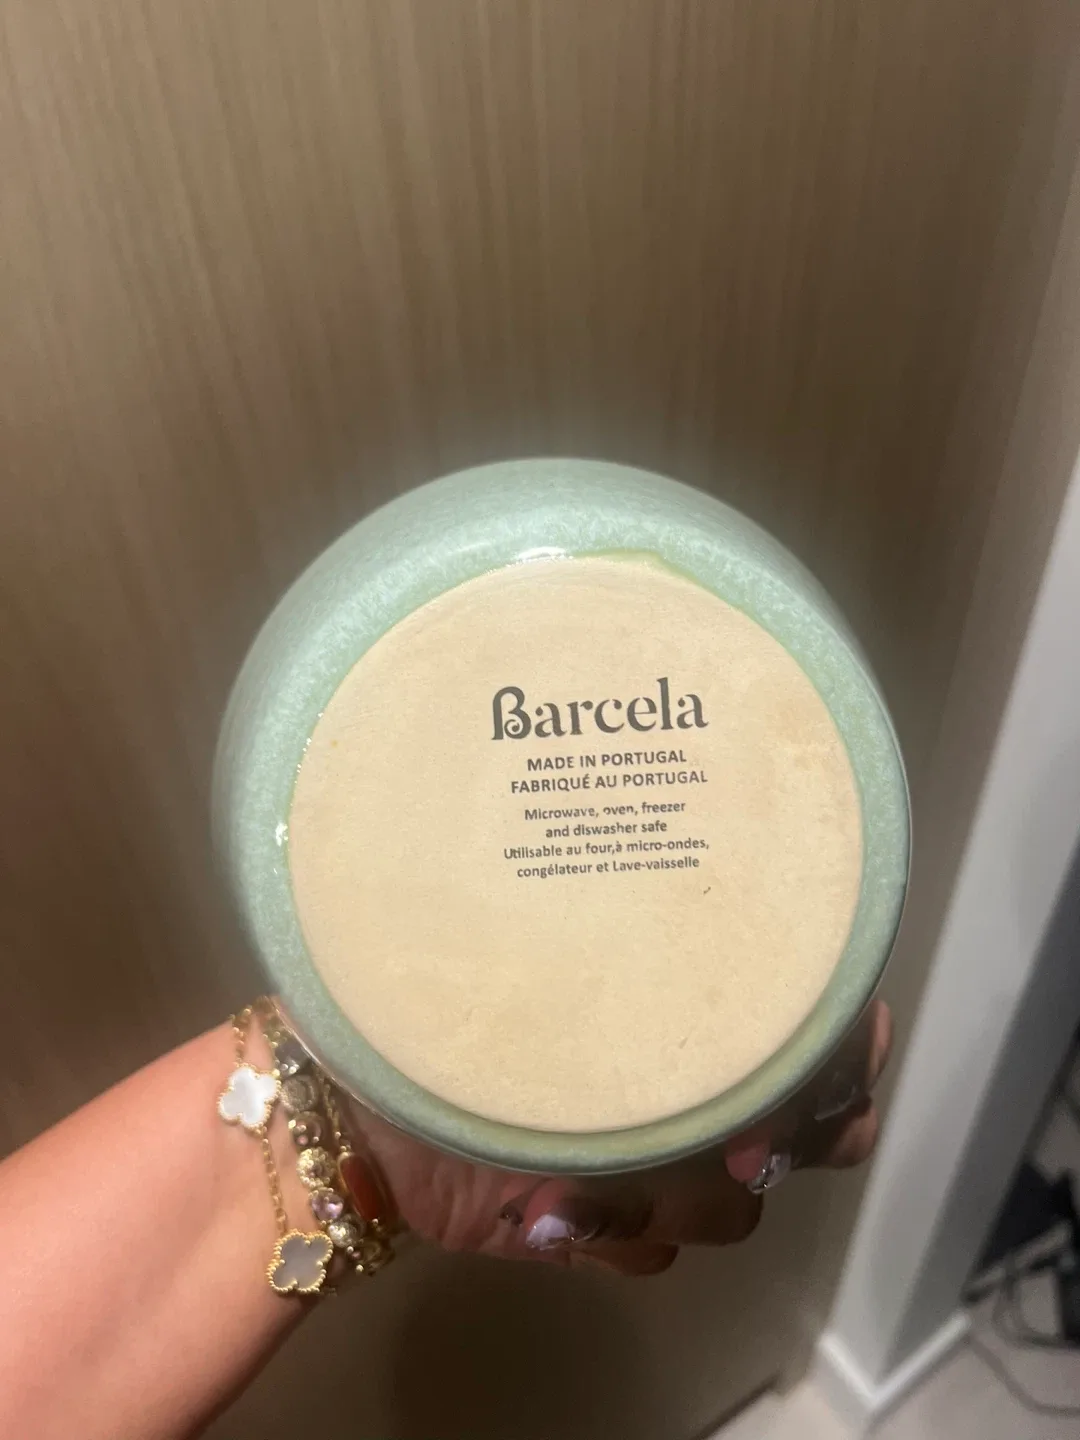 Barcela
MADE IN PORTUGAL
FABRIQUÉ AU PORTUGAL
Microwave, oven, freezer
and diswasher safe
Utilisable au four,à micro-ondes,
congélateur et Lave-vaisselle